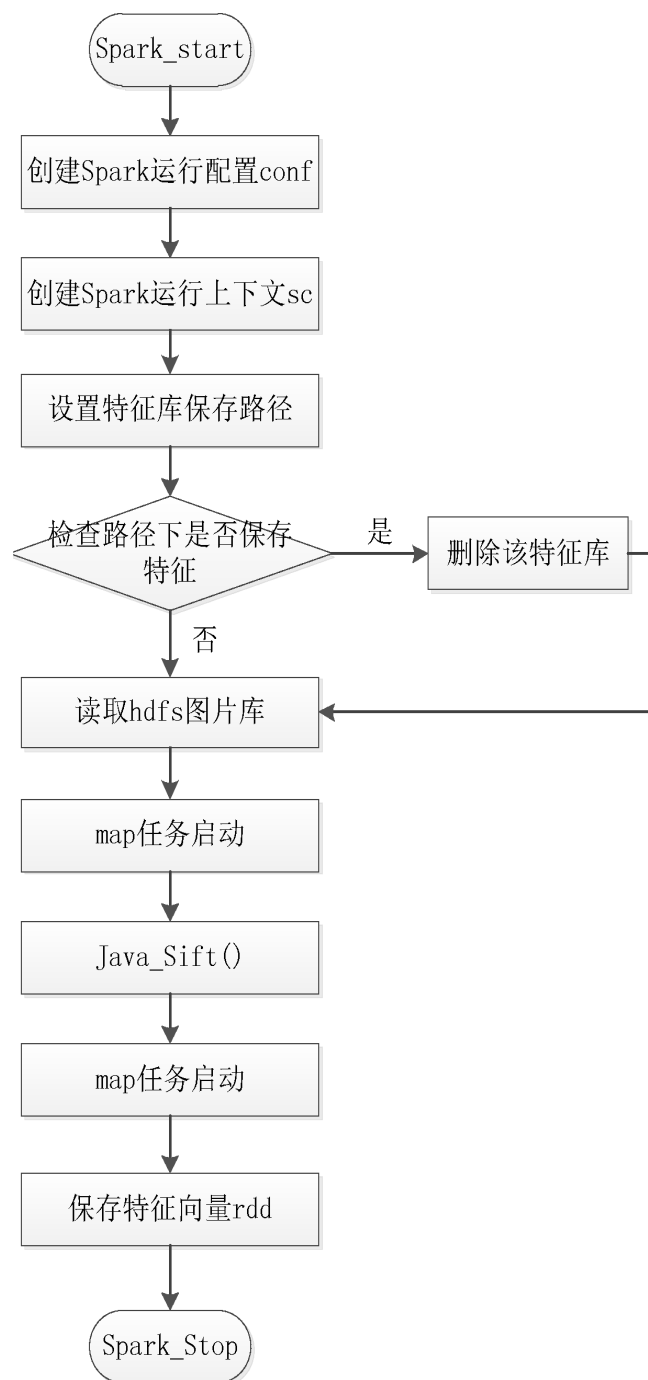 Spark_start
创建Spark运行配置conf
创建Spark运行上下文sc
设置特征库保存路径
检查路径下是否保存
特征
是
删除该特征库
否
读取hdfs图片库
map任务启动
Java_Sift()
map任务启动
保存特征向量rdd
Spark_Stop